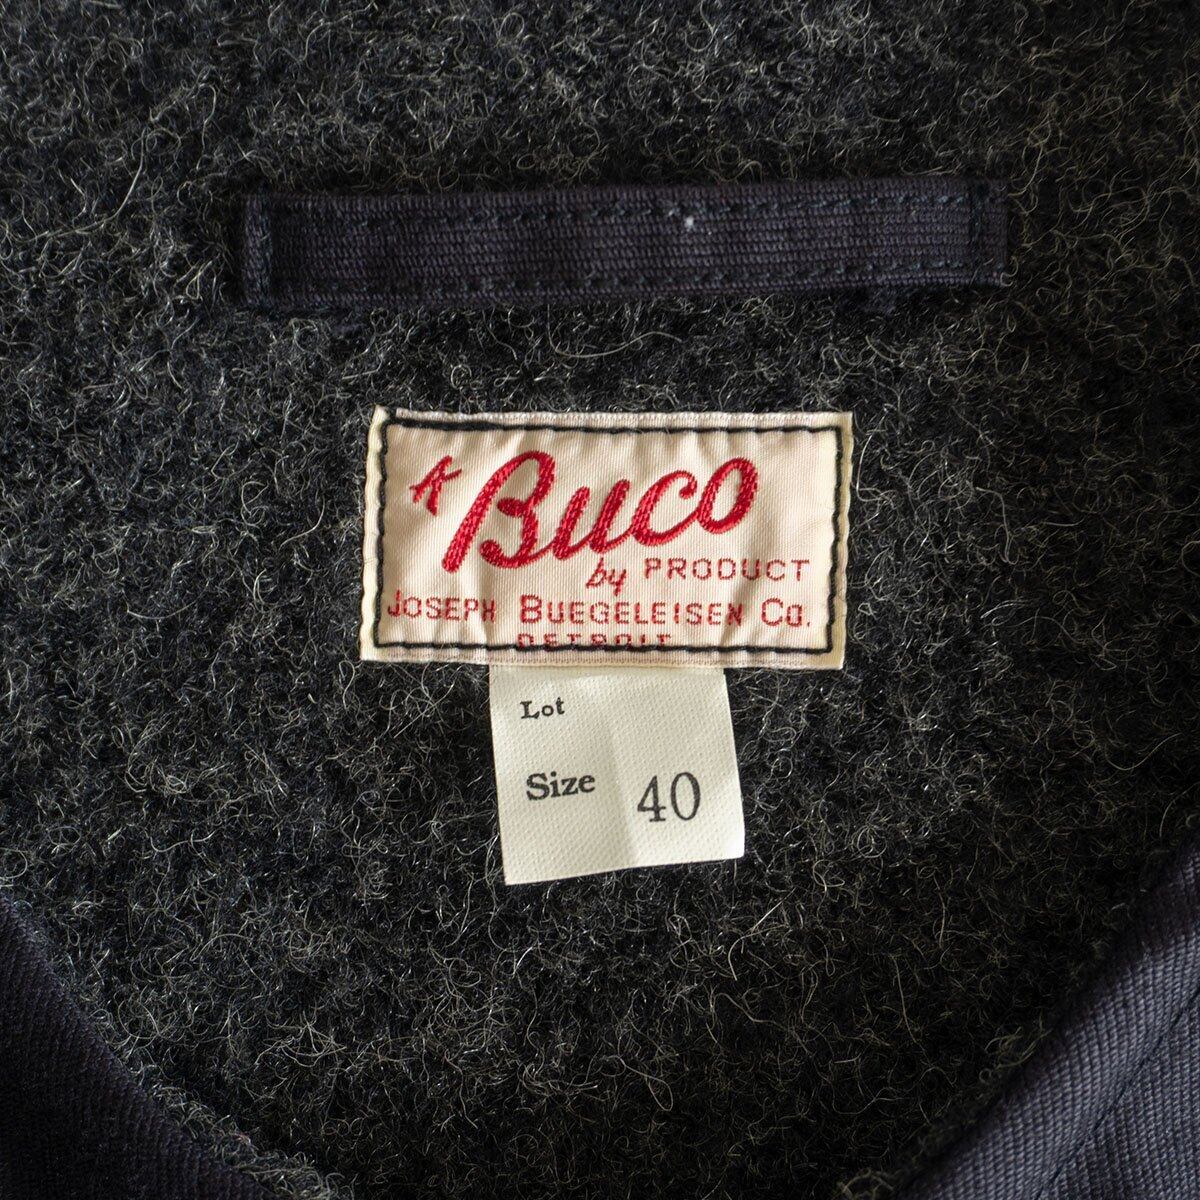 A Buco
by PRODUCT
JOSEPH BUEGELEISEN CO.
DETROIT
Lot
Size 40